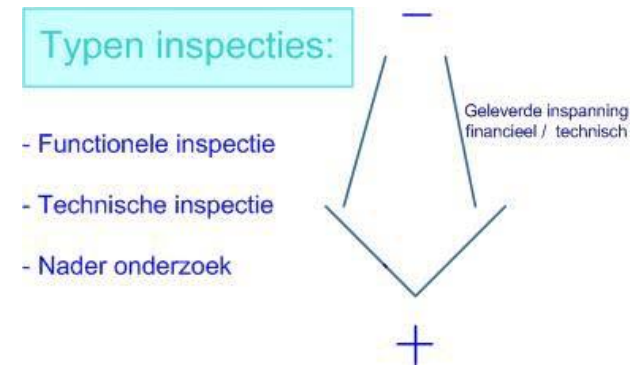 Typen inspecties:
- Functionele inspectie
- Technische inspectie
- Nader onderzoek
−
Geleverde inspanning
financieel / technisch
+